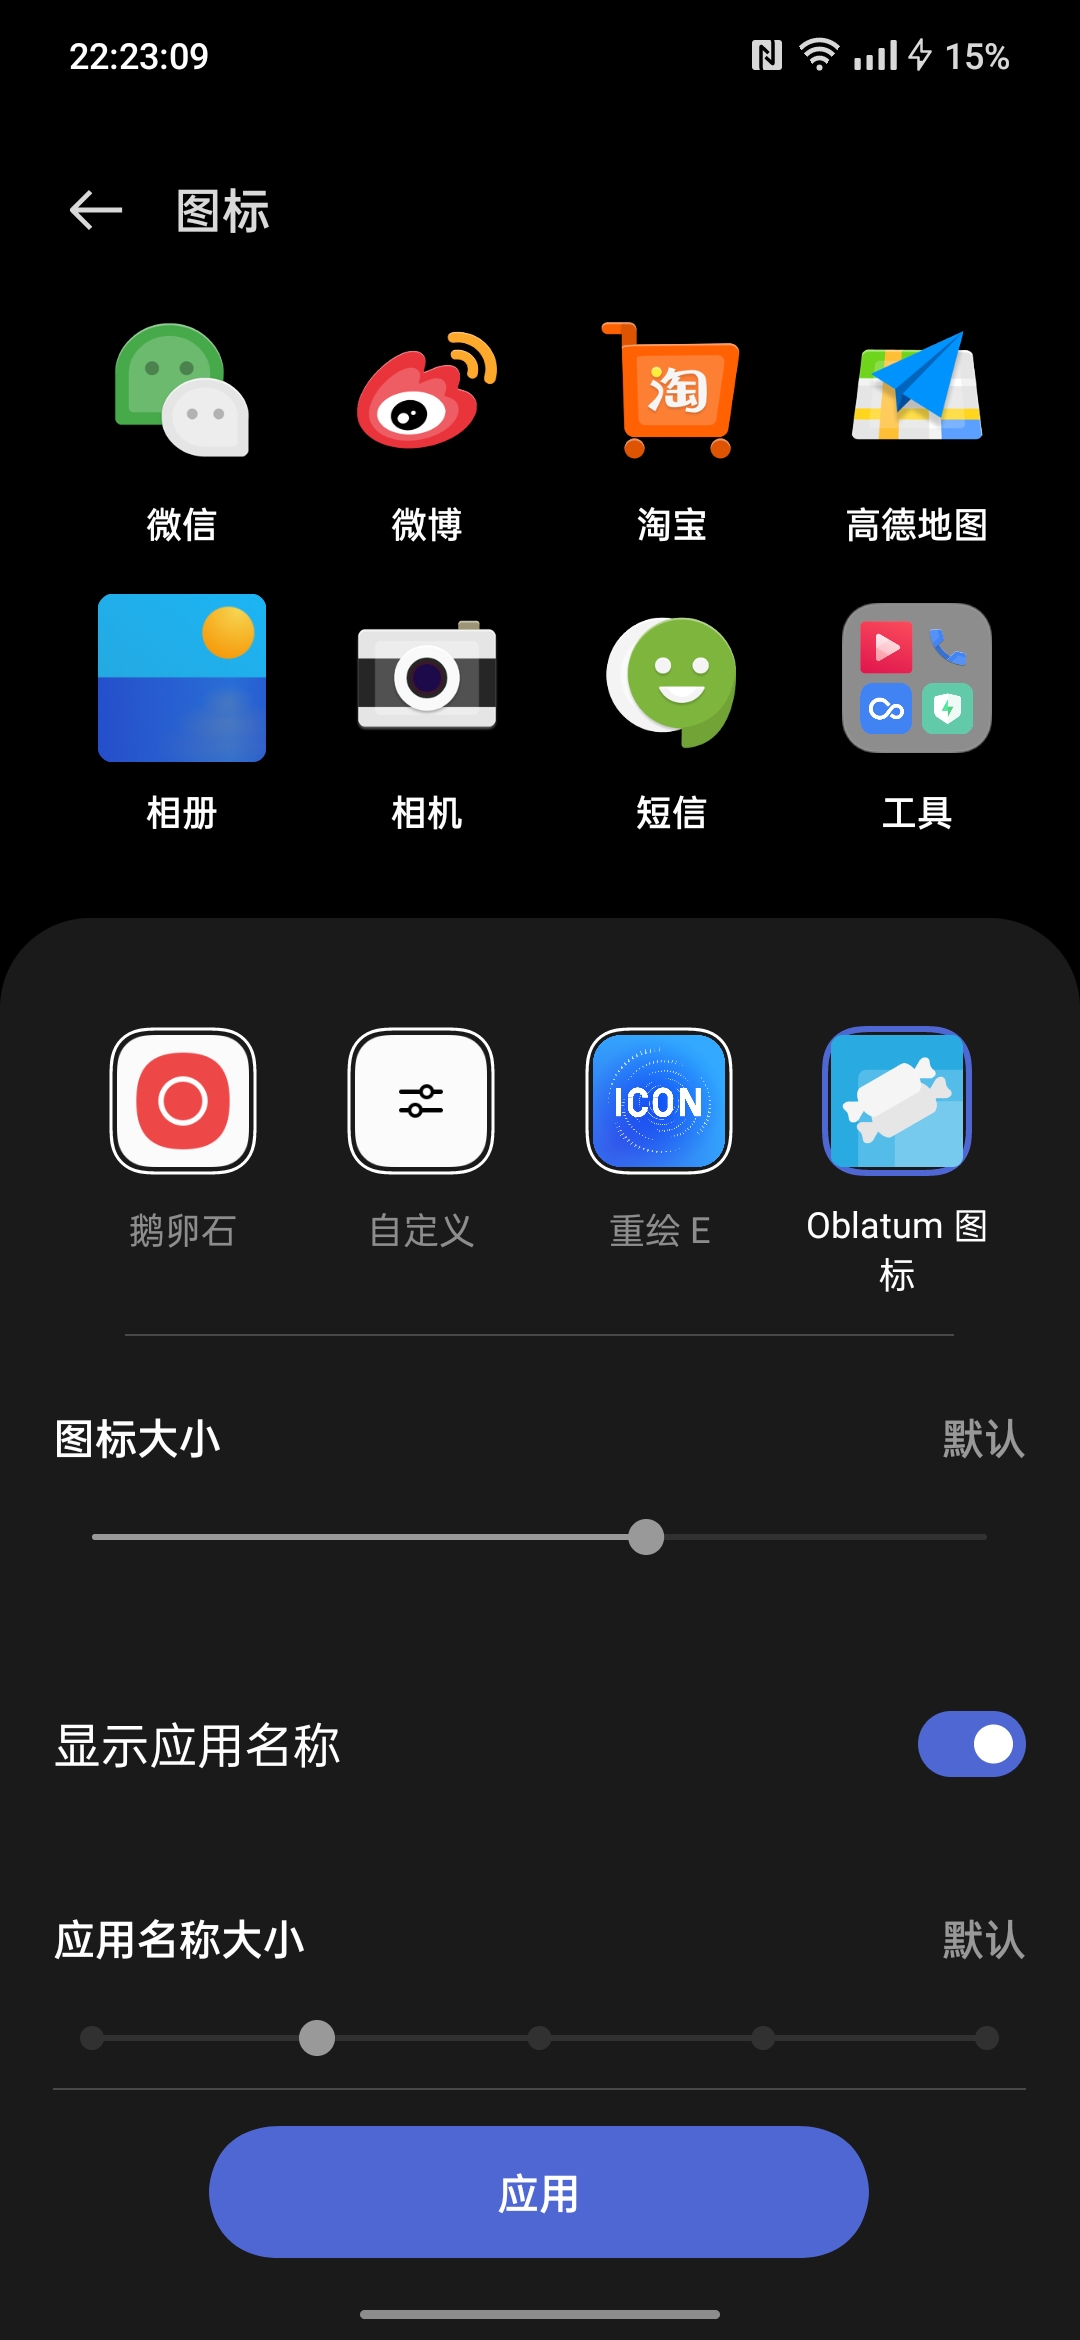 22:23:09 15%
图标
淘
微信 微博 淘宝 高德地图
相册 相机 短信 工具
ICON
鹅卵石 自定义 重绘 E Oblatum 图
标
图标大小 默认
显示应用名称
应用名称大小 默认
应用